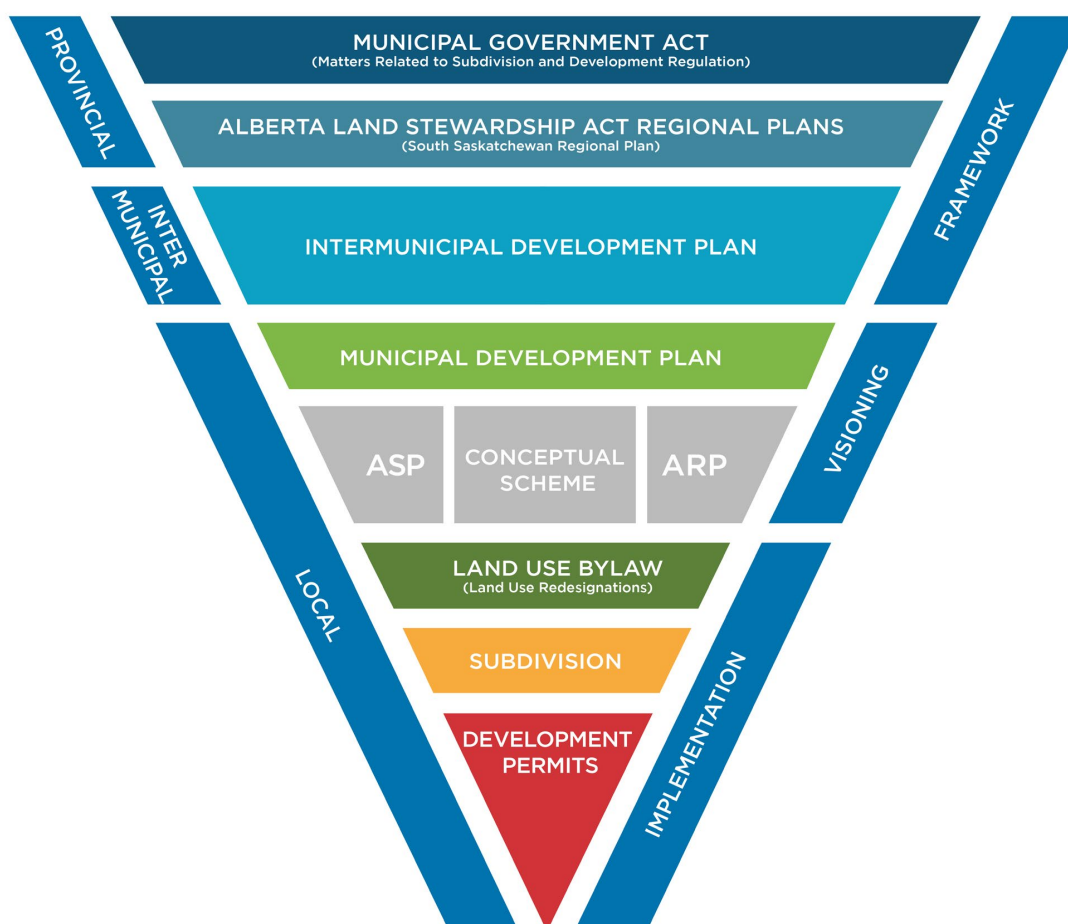 PROVINCIAL
MUNICIPAL GOVERNMENT ACT
(Matters Related to Subdivision and Development Regulation)
FRAMEWORK
ALBERTA LAND STEWARDSHIP ACT REGIONAL PLANS
(South Saskatchewan Regional Plan)
INTER
MUNICIPAL
INTERMUNICIPAL DEVELOPMENT PLAN
LOCAL
MUNICIPAL DEVELOPMENT PLAN
VISIONING
ASP
CONCEPTUAL
SCHEME
ARP
LAND USE BYLAW
(Land Use Redesignations)
IMPLEMENTATION
SUBDIVISION
DEVELOPMENT
PERMITS